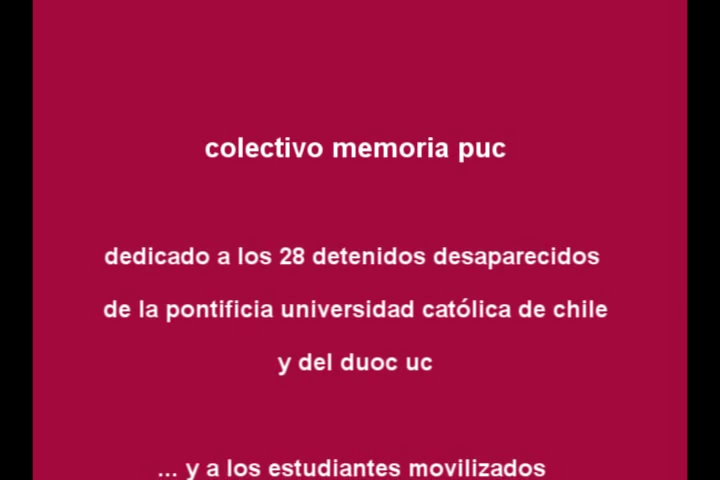 colectivo memoria puc
dedicado a los 28 detenidos desaparecidos
de la pontificia universidad católica de chile
y del duoc uc
... y a los estudiantes movilizados